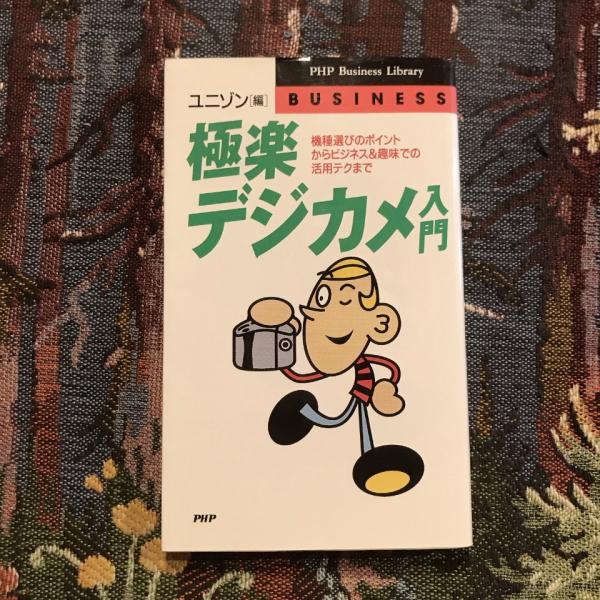 PHP Business Library
ユニゾン[編]
BUSINESS
極楽
機種選びのポイント
からビジネス&趣味での
活用テクまで
デジカメ入門
PHP